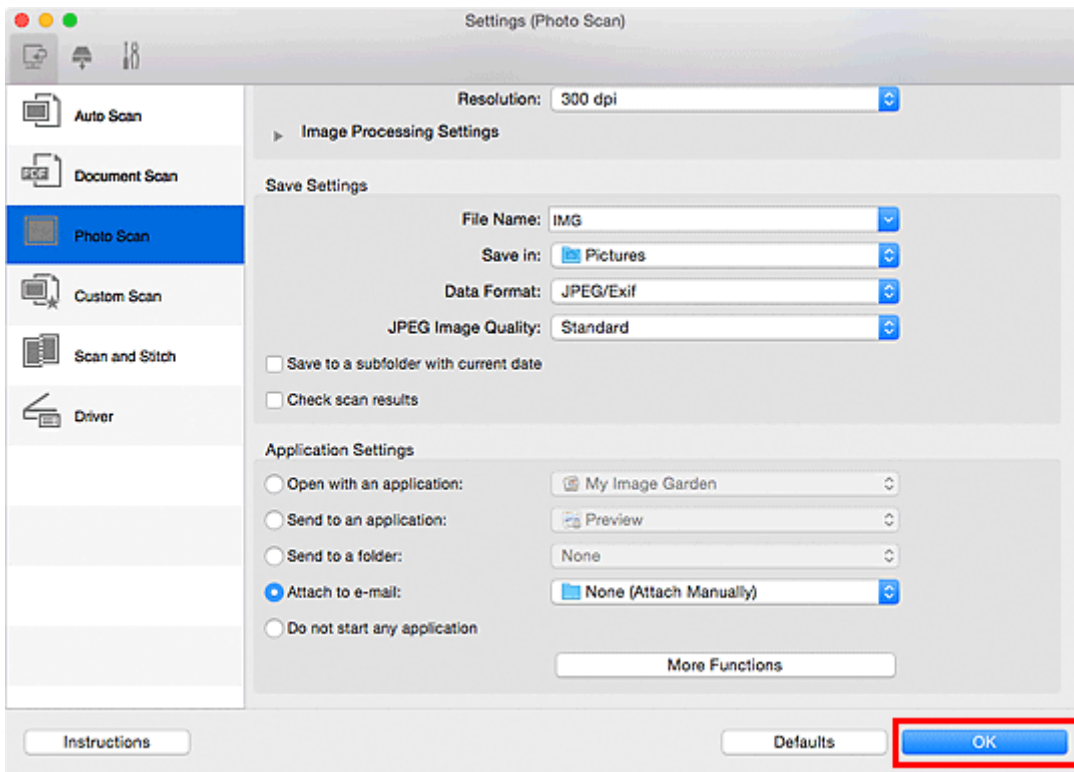 Settings (Photo Scan)
Auto Scan
PDF
Document Scan
Photo Scan
Custom Scan
Scan and Stitch
Driver
Resolution: 300 dpi
Image Processing Settings
Save Settings
File Name: IMG
Save in: Pictures
Data Format: JPEG/Exif
JPEG Image Quality: Standard
Save to a subfolder with current date
Check scan results
Application Settings
Open with an application: My Image Garden
Send to an application: Preview
Send to a folder: None
Attach to e-mail: None (Attach Manually)
Do not start any application
More Functions
Instructions
Defaults
OK